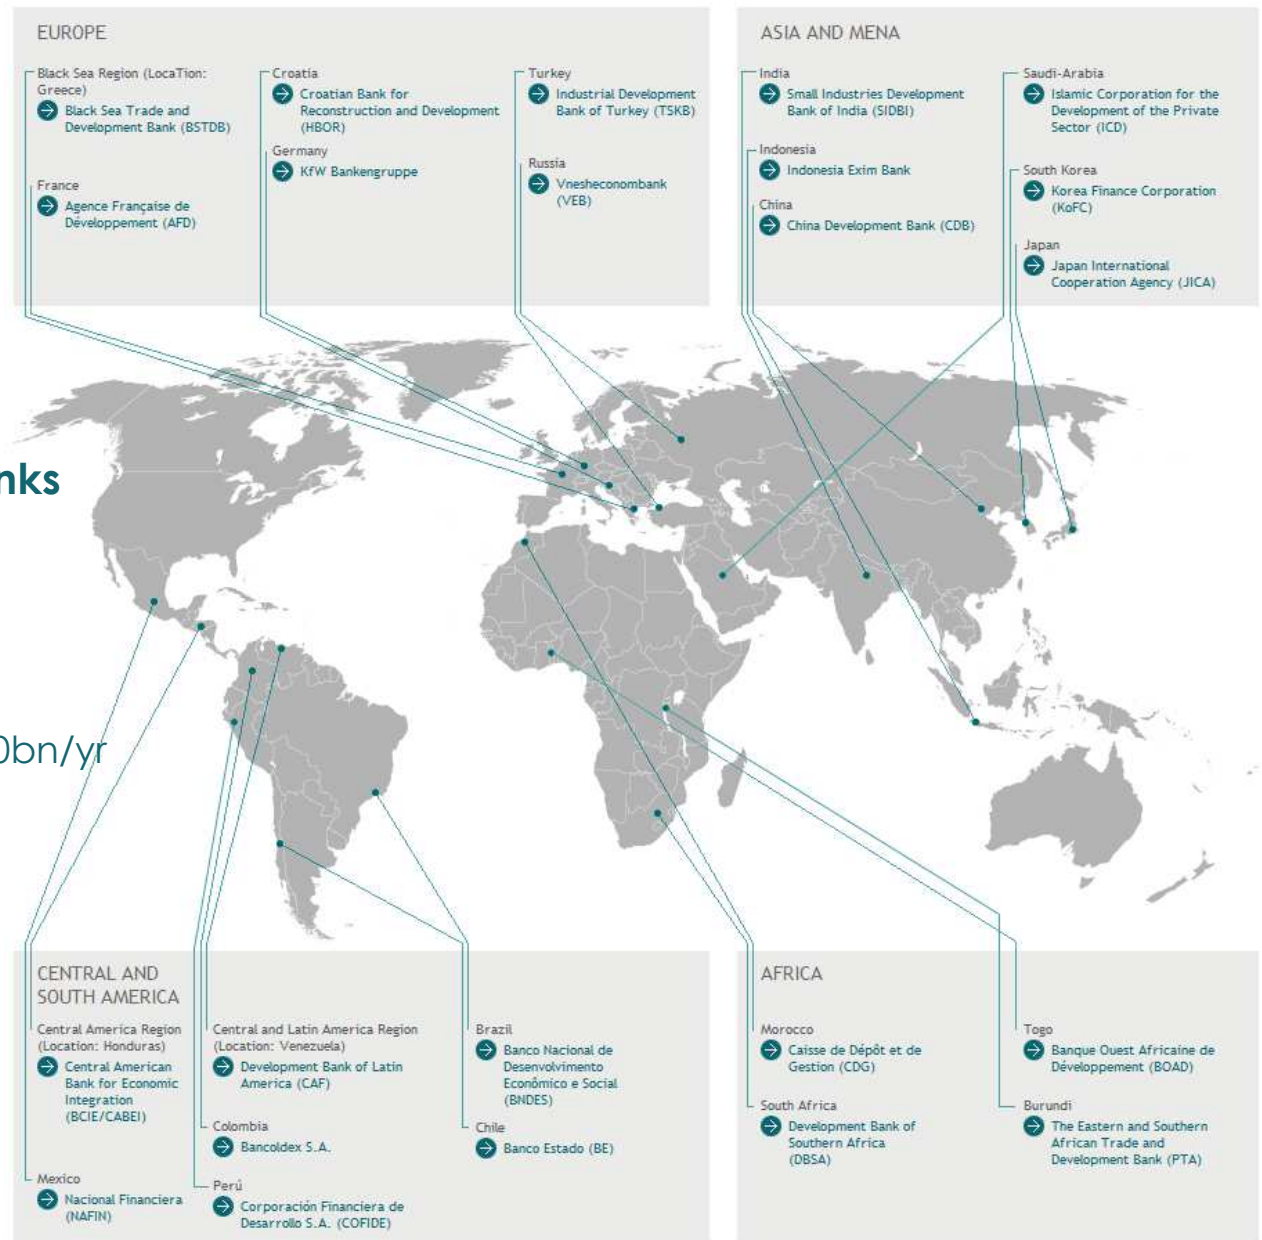 EUROPE
Black Sea Region (LocaTion:
Greece)
Black Sea Trade and
Development Bank (BSTDB)
France
Agence Française de
Développement (AFD)
Croatia
Croatian Bank for
Reconstruction and Development
(HBOR)
Germany
KfW Bankengruppe
Turkey
Industrial Development
Bank of Turkey (TSKB)
Russia
Vnesheconombank
(VEB)
ASIA AND MENA
India
Small Industries Development
Bank of India (SIDBI)
Indonesia
Indonesia Exim Bank
China
China Development Bank (CDB)
Saudi-Arabia
Islamic Corporation for the
Development of the Private
Sector (ICD)
South Korea
Korea Finance Corporation
(KoFC)
Japan
Japan International
Cooperation Agency (JICA)
nks
0bn/yr
CENTRAL AND
SOUTH AMERICA
Central America Region
(Location: Honduras)
Central American
Bank for Economic
Integration
(BCIE/CABEI)
Mexico
Nacional Financiera
(NAFIN)
Central and Latin America Region
(Location: Venezuela)
Development Bank of Latin
America (CAF)
Colombia
Bancoldex S.A.
Perú
Corporación Financiera de
Desarrollo S.A. (COFIDE)
Brazil
Banco Nacional de
Desenvolvimento
Econômico e Social
(BNDES)
Chile
Banco Estado (BE)
AFRICA
Morocco
Caisse de Dépôt et de
Gestion (CDG)
South Africa
Development Bank of
Southern Africa
(DBSA)
Togo
Banque Ouest Africaine de
Développement (BOAD)
Burundi
The Eastern and Southern
African Trade and
Development Bank (PTA)